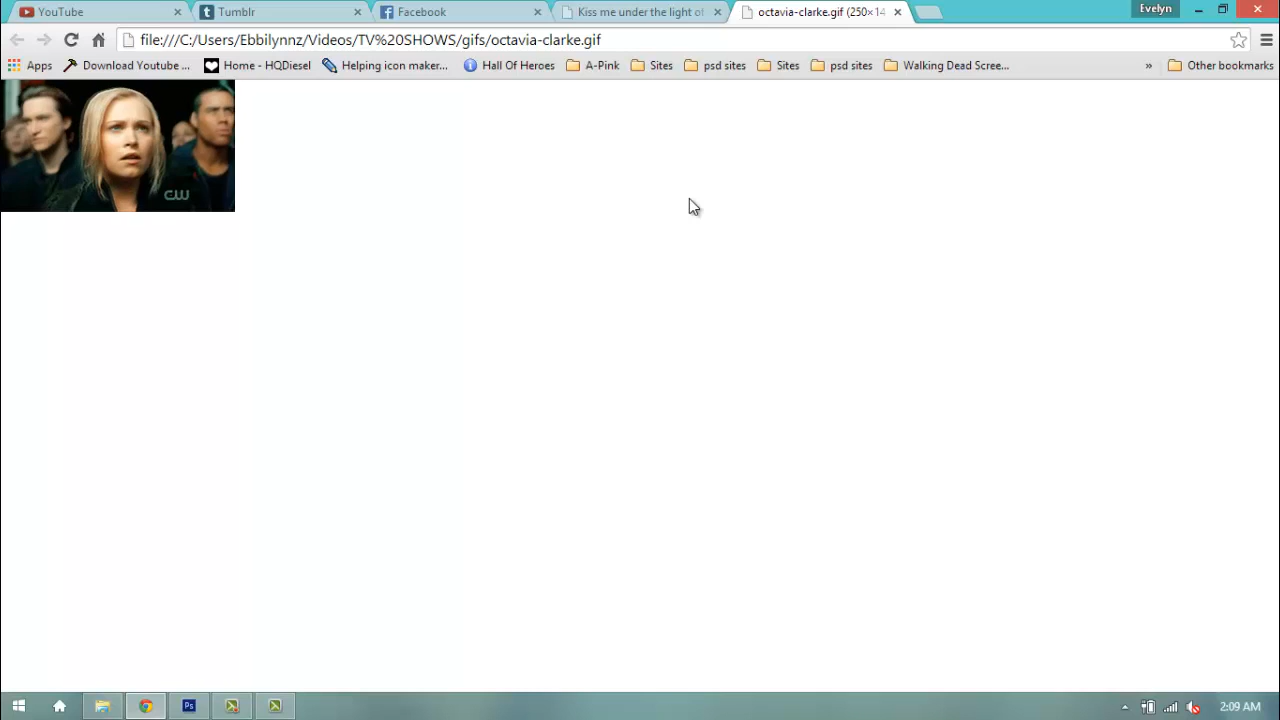 YouTube
Tumblr
Facebook
Kiss me under the light of
octavia-clarke.gif (250×14
Evelyn
file:///C:/Users/Ebbilynnz/Videos/TV%20SHOWS/gifs/octavia-clarke.gif
Apps
Download Youtube ...
Home - HQDiesel
Helping icon maker...
Hall Of Heroes
A-Pink
Sites
psd sites
Sites
psd sites
Walking Dead Scree...
»
Other bookmarks
CW
Ps
2:09 AM